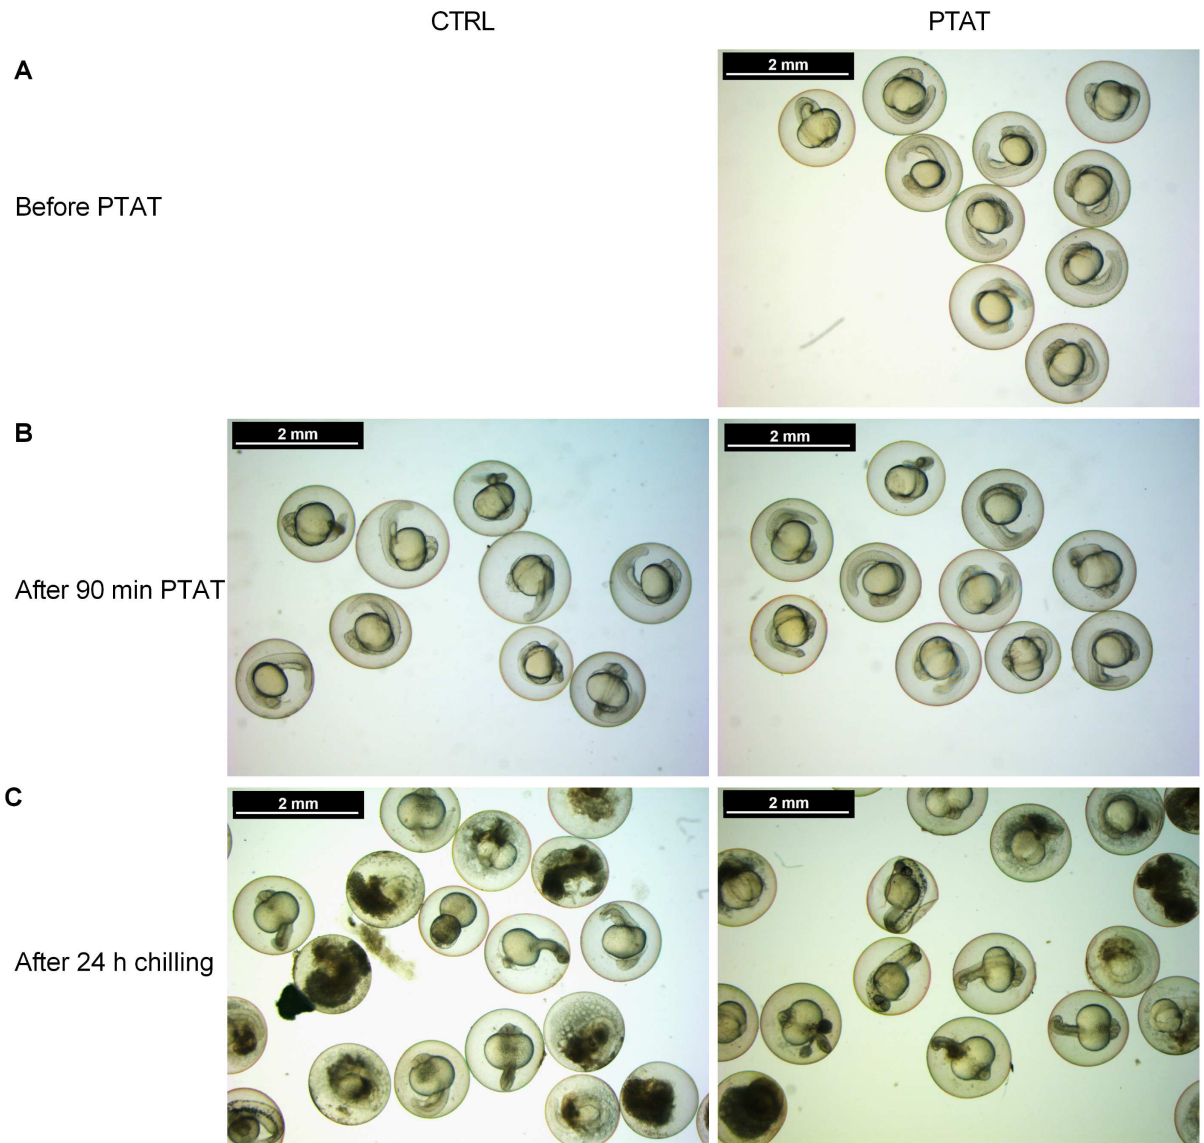 CTRL PTAT
A
2 mm
Before PTAT
B
2 mm 2 mm
After 90 min PTAT
C
2 mm 2 mm
After 24 h chilling